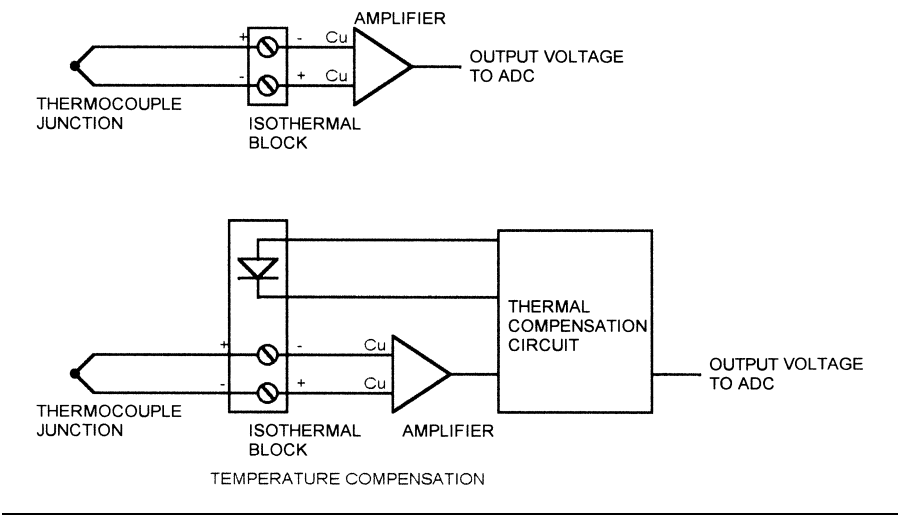 AMPLIFIER
+ - Cu
OUTPUT VOLTAGE
TO ADC
- + Cu
THERMOCOUPLE
JUNCTION
ISOTHERMAL
BLOCK
THERMAL
COMPENSATION
CIRCUIT
+ - Cu
OUTPUT VOLTAGE
TO ADC
- + Cu
THERMOCOUPLE
JUNCTION
ISOTHERMAL
BLOCK
AMPLIFIER
TEMPERATURE COMPENSATION